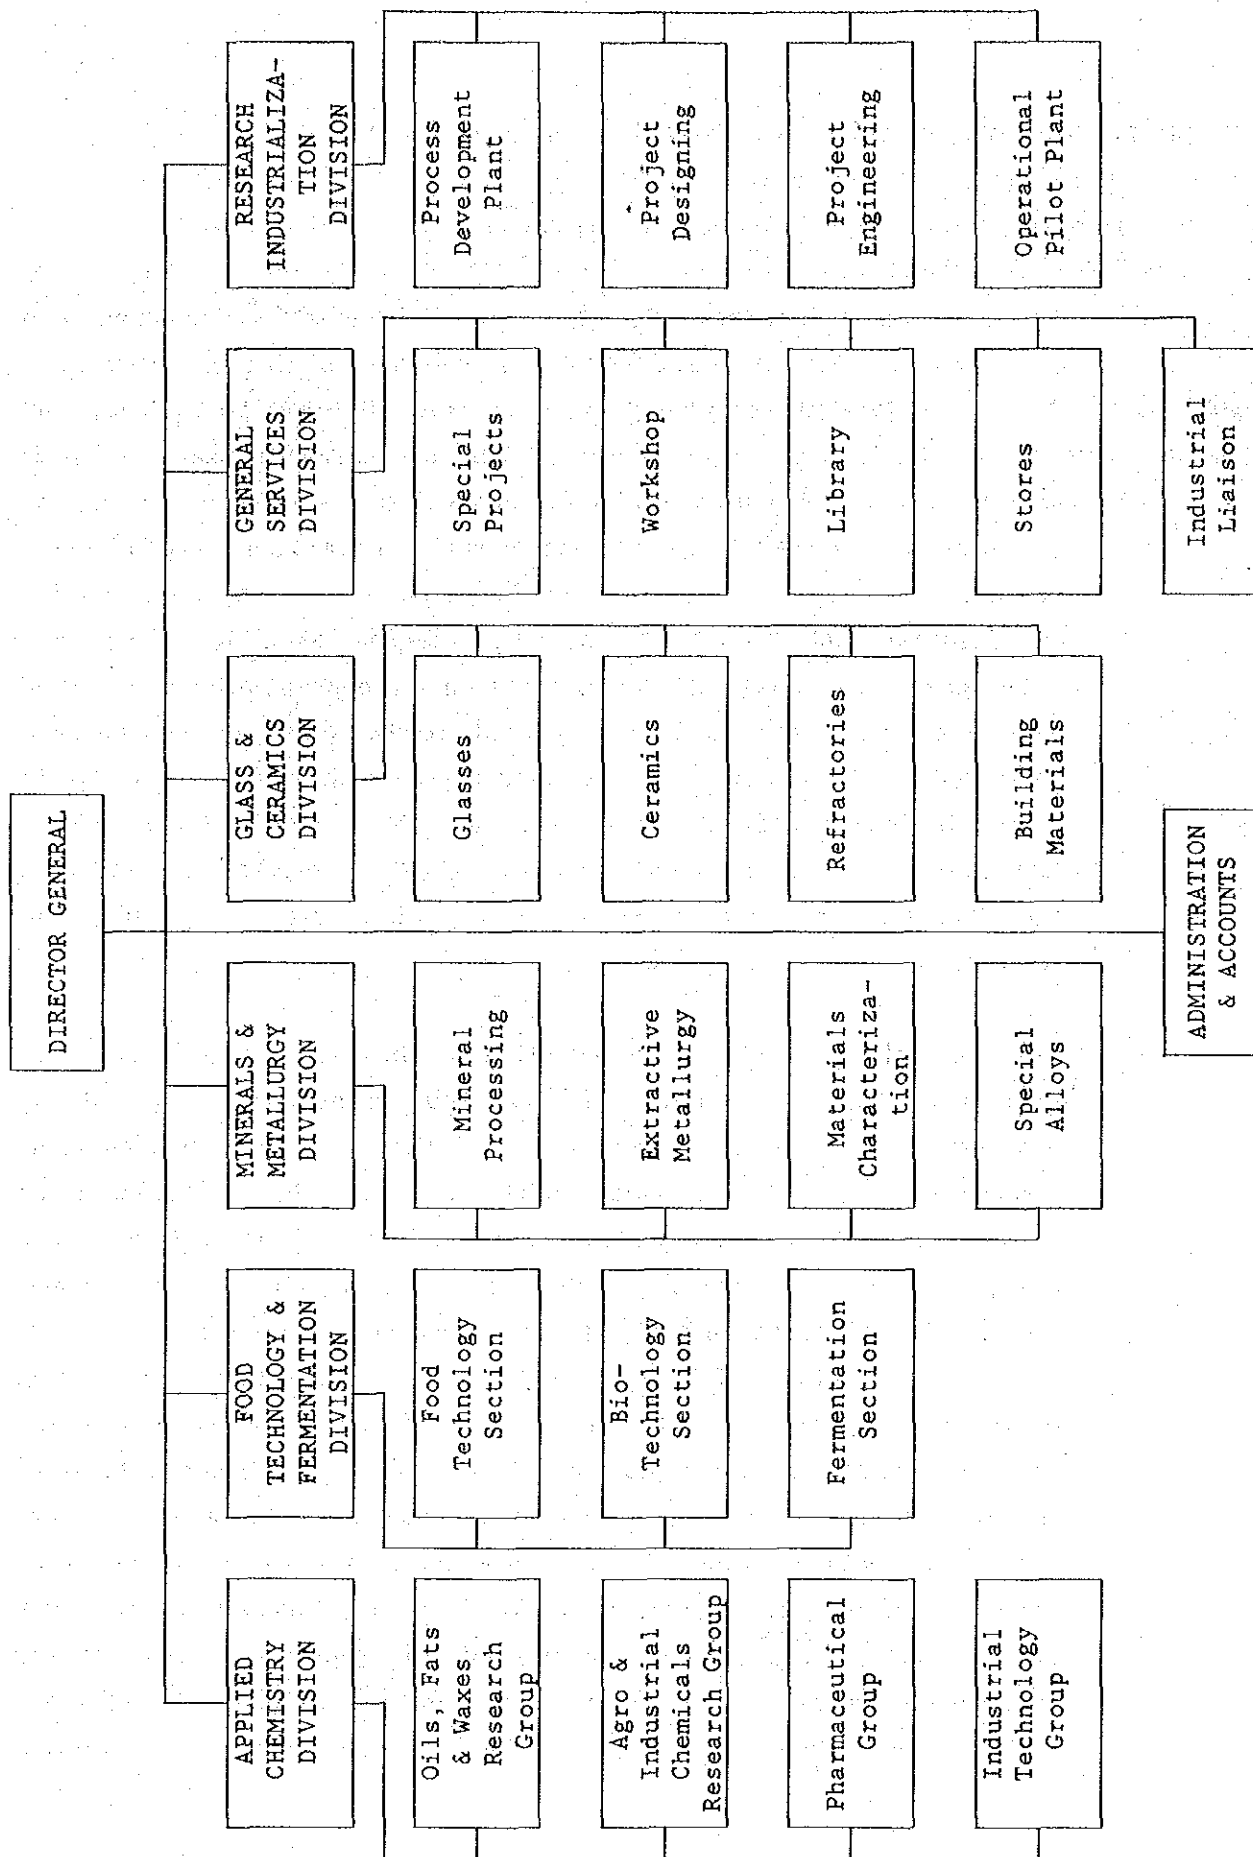 DIRECTOR GENERAL
APPLIED
CHEMISTRY
DIVISION
FOOD
TECHNOLOGY &
FERMENTATION
DIVISION
MINERALS &
METALLURGY
DIVISION
GLASS &
CERAMICS
DIVISION
GENERAL
SERVICES
DIVISION
RESEARCH
INDUSTRIALIZA-
TION
DIVISION
Oils, Fats
& Waxes
Research
Group
Food
Technology
Section
Mineral
Processing
Glasses
Special
Projects
Process
Development
Plant
Agro &
Industrial
Chemicals
Research Group
Bio-
Technology
Section
Extractive
Metallurgy
Ceramics
Workshop
Project
Designing
Pharmaceutical
Group
Fermentation
Section
Materials
Characteriza-
tion
Refractories
Library
Project
Engineering
Industrial
Technology
Group
Special
Alloys
Building
Materials
Stores
Operational
Pilot Plant
ADMINISTRATION
& ACCOUNTS
Industrial
Liaison